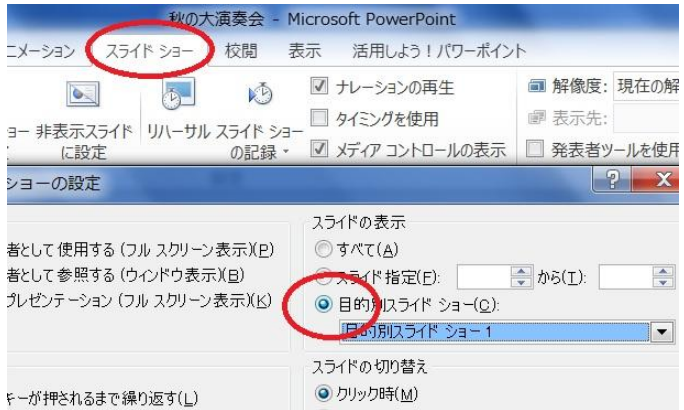 秋の大演奏会 - Microsoft PowerPoint
ニメーション スライド ショー 校閲 表示 活用しよう!パワーポイント
ナレーションの再生
タイミングを使用
メディア コントロールの表示
解像度: 現在の解
表示先:
発表者ツールを使用
ョー 非表示スライド
に設定
リハーサル スライド ショー
の記録
ショーの設定
者として使用する (フル スクリーン表示)(P)
者として参照する (ウィンドウ表示)(B)
プレゼンテーション (フル スクリーン表示)(K)
スライドの表示
すべて(A)
スライド指定(F): から(T):
目的別スライド ショー(C):
目的別スライド ショー 1
キーが押されるまで繰り返す(L)
スライドの切り替え
クリック時(M)